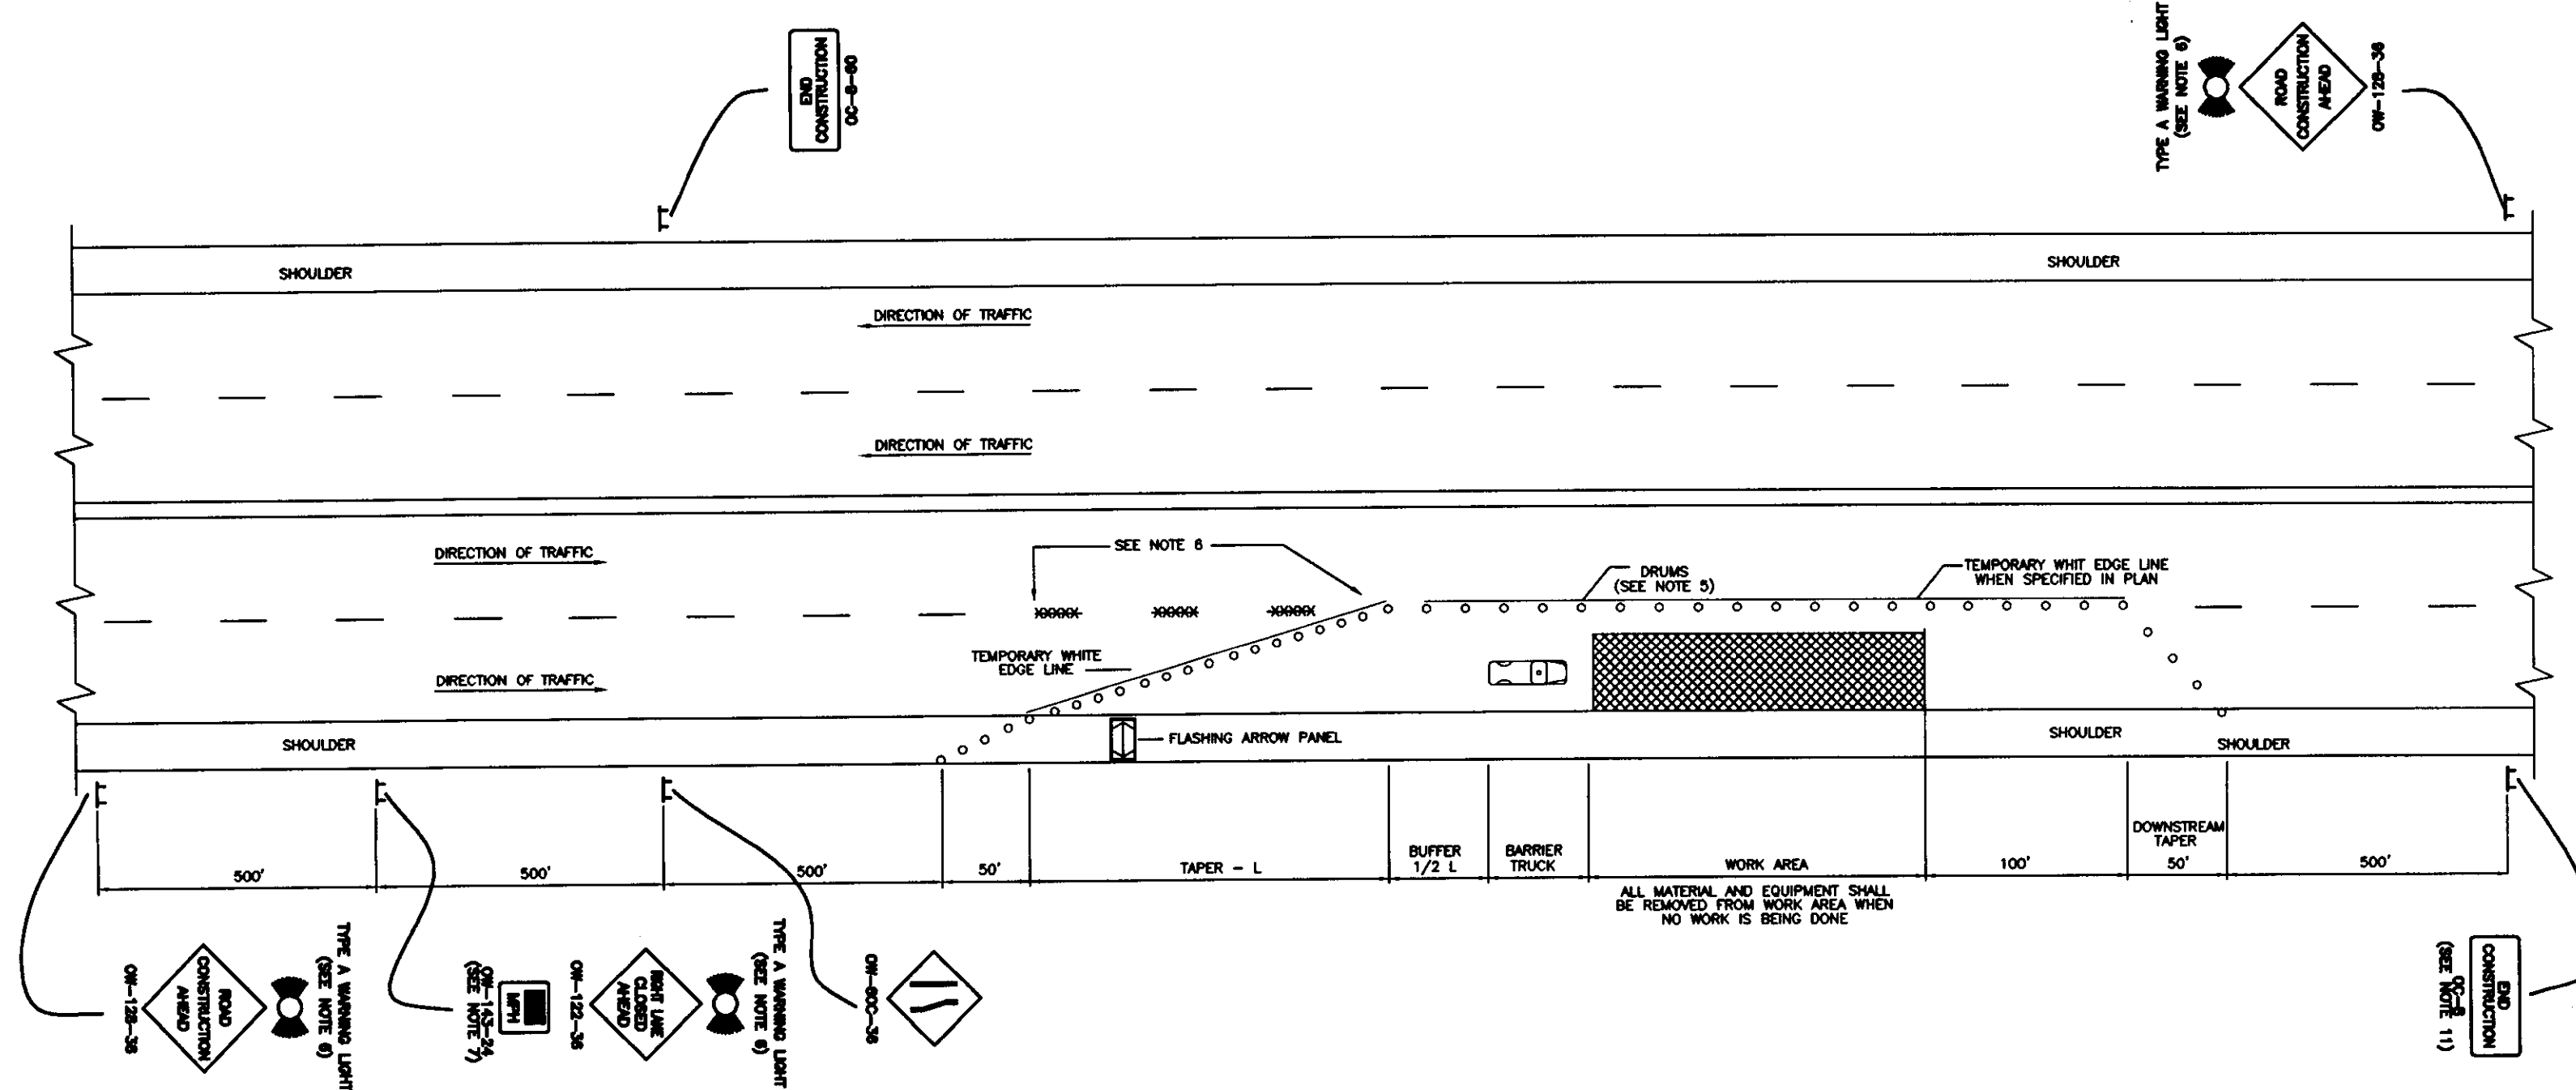 END
CONSTRUCTION
OC-8-60
TYPE A WARNING LIGHT
(SEE NOTE 6)
ROAD
CONSTRUCTION
AHEAD
OW-128-36
SHOULDER
SHOULDER
DIRECTION OF TRAFFIC
DIRECTION OF TRAFFIC
DIRECTION OF TRAFFIC
SEE NOTE 6
DRUMS
(SEE NOTE 5)
TEMPORARY WHIT EDGE LINE
WHEN SPECIFIED IN PLAN
TEMPORARY WHITE
EDGE LINE
DIRECTION OF TRAFFIC
SHOULDER
FLASHING ARROW PANEL
SHOULDER
SHOULDER
500'
500'
500'
50'
TAPER - L
BUFFER
1/2 L
BARRIER
TRUCK
WORK AREA
100'
DOWNSTREAM
TAPER
50'
500'
ALL MATERIAL AND EQUIPMENT SHALL
BE REMOVED FROM WORK AREA WHEN
NO WORK IS BEING DONE
OW-128-36
ROAD
CONSTRUCTION
AHEAD
TYPE A WARNING LIGHT
(SEE NOTE 6)
OW-143-24
(SEE NOTE 7)
MPH
OW-122-36
RIGHT LANE
CLOSED
AHEAD
TYPE A WARNING LIGHT
(SEE NOTE 6)
OW-60C-36
END
CONSTRUCTION
OC-8
(SEE NOTE 11)